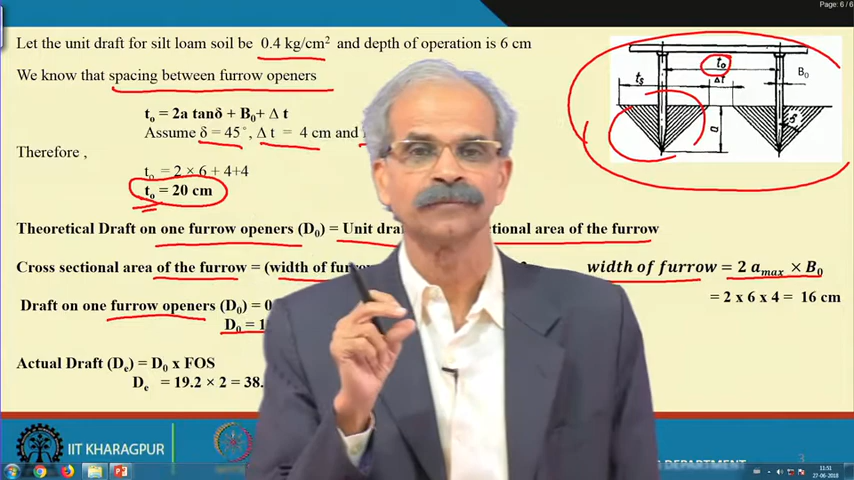 Page: 6 / 6
Let the unit draft for silt loam soil be 0.4 kg/cm² and depth of operation is 6 cm
We know that spacing between furrow openers
t₀ = 2a tanδ + B₀+ Δ t
Assume δ = 45°, Δ t = 4 cm and
Therefore ,
t₀ = 2 × 6 + 4+4
t₀ = 20 cm
t₀
tₛ
Δt
B₀
a
δ
Theoretical Draft on one furrow openers (D₀) = Unit dra sectional area of the furrow
Cross sectional area of the furrow = (width of furrow
width of furrow = 2 aₘₐₓ × B₀
= 2 x 6 x 4 = 16 cm
Draft on one furrow openers (D₀) = 0
D₀ = 1
Actual Draft (Dₑ) = D₀ x FOS
Dₑ = 19.2 × 2 = 38.
IIT KHARAGPUR
DEPARTMENT
3
11:51
27-06-2018